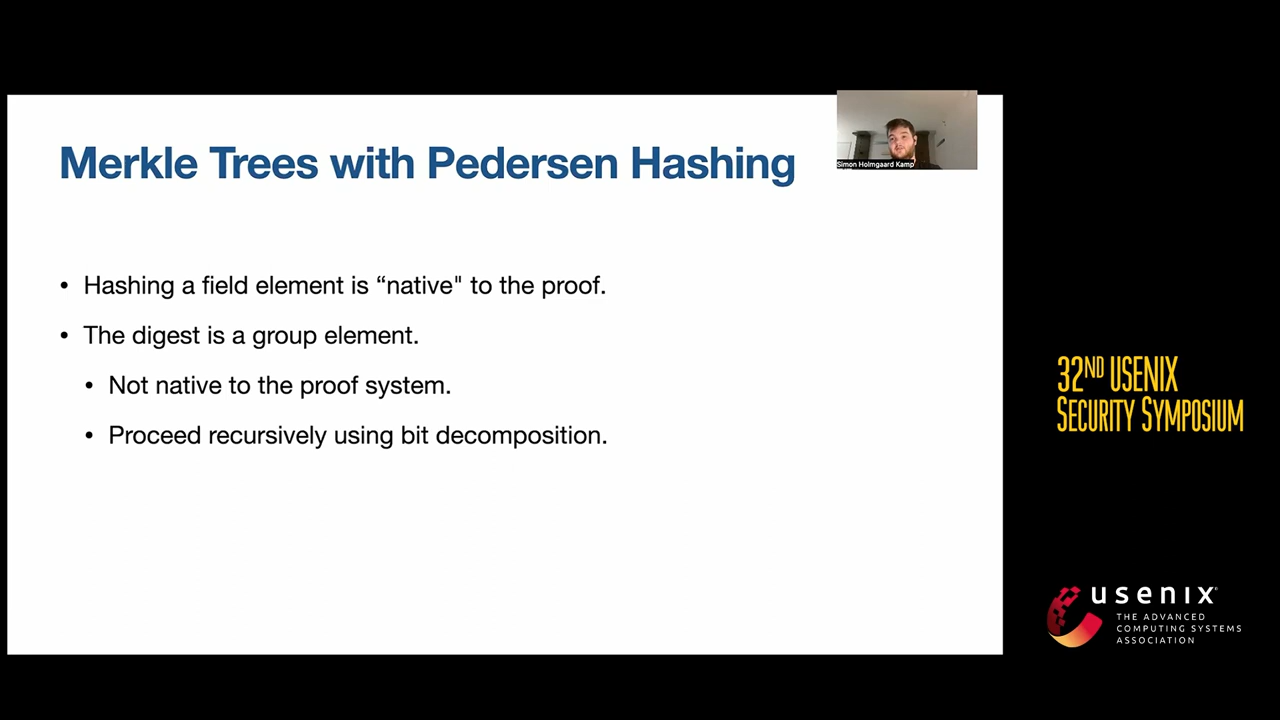 Merkle Trees with Pedersen Hashing
Simon Holmgaard Kamp
• Hashing a field element is “native" to the proof.
• The digest is a group element.
• Not native to the proof system.
• Proceed recursively using bit decomposition.
32ND USENIX
SECURITY SYMPOSIUM
usenix
THE ADVANCED
COMPUTING SYSTEMS
ASSOCIATION